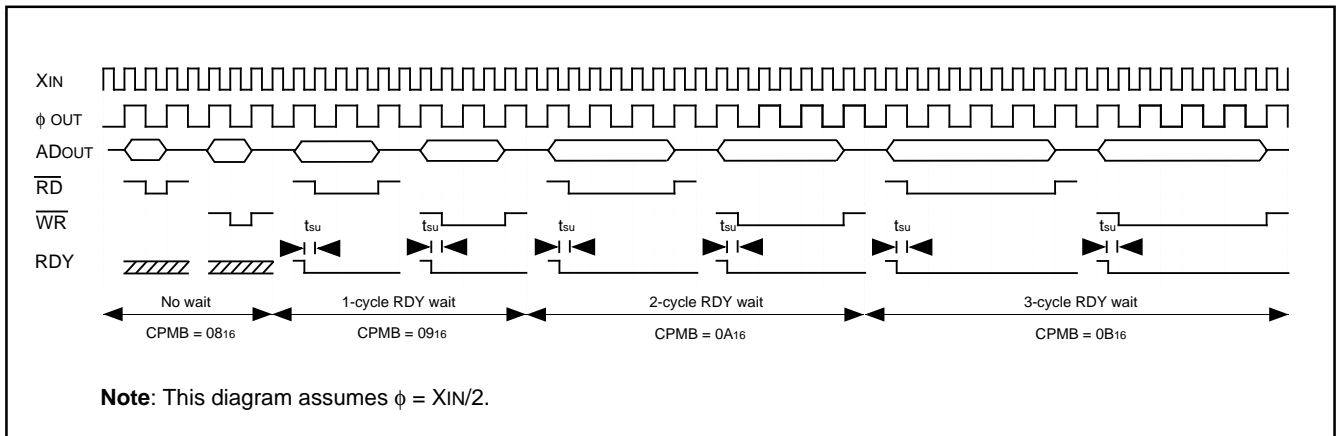 XIN
ϕ OUT
ADOUT
RD
WR
tsu tsu tsu tsu tsu tsu
RDY
No wait 1-cycle RDY wait 2-cycle RDY wait 3-cycle RDY wait
CPMB = 0816 CPMB = 0916 CPMB = 0A16 CPMB = 0B16
Note: This diagram assumes ϕ = XIN/2.